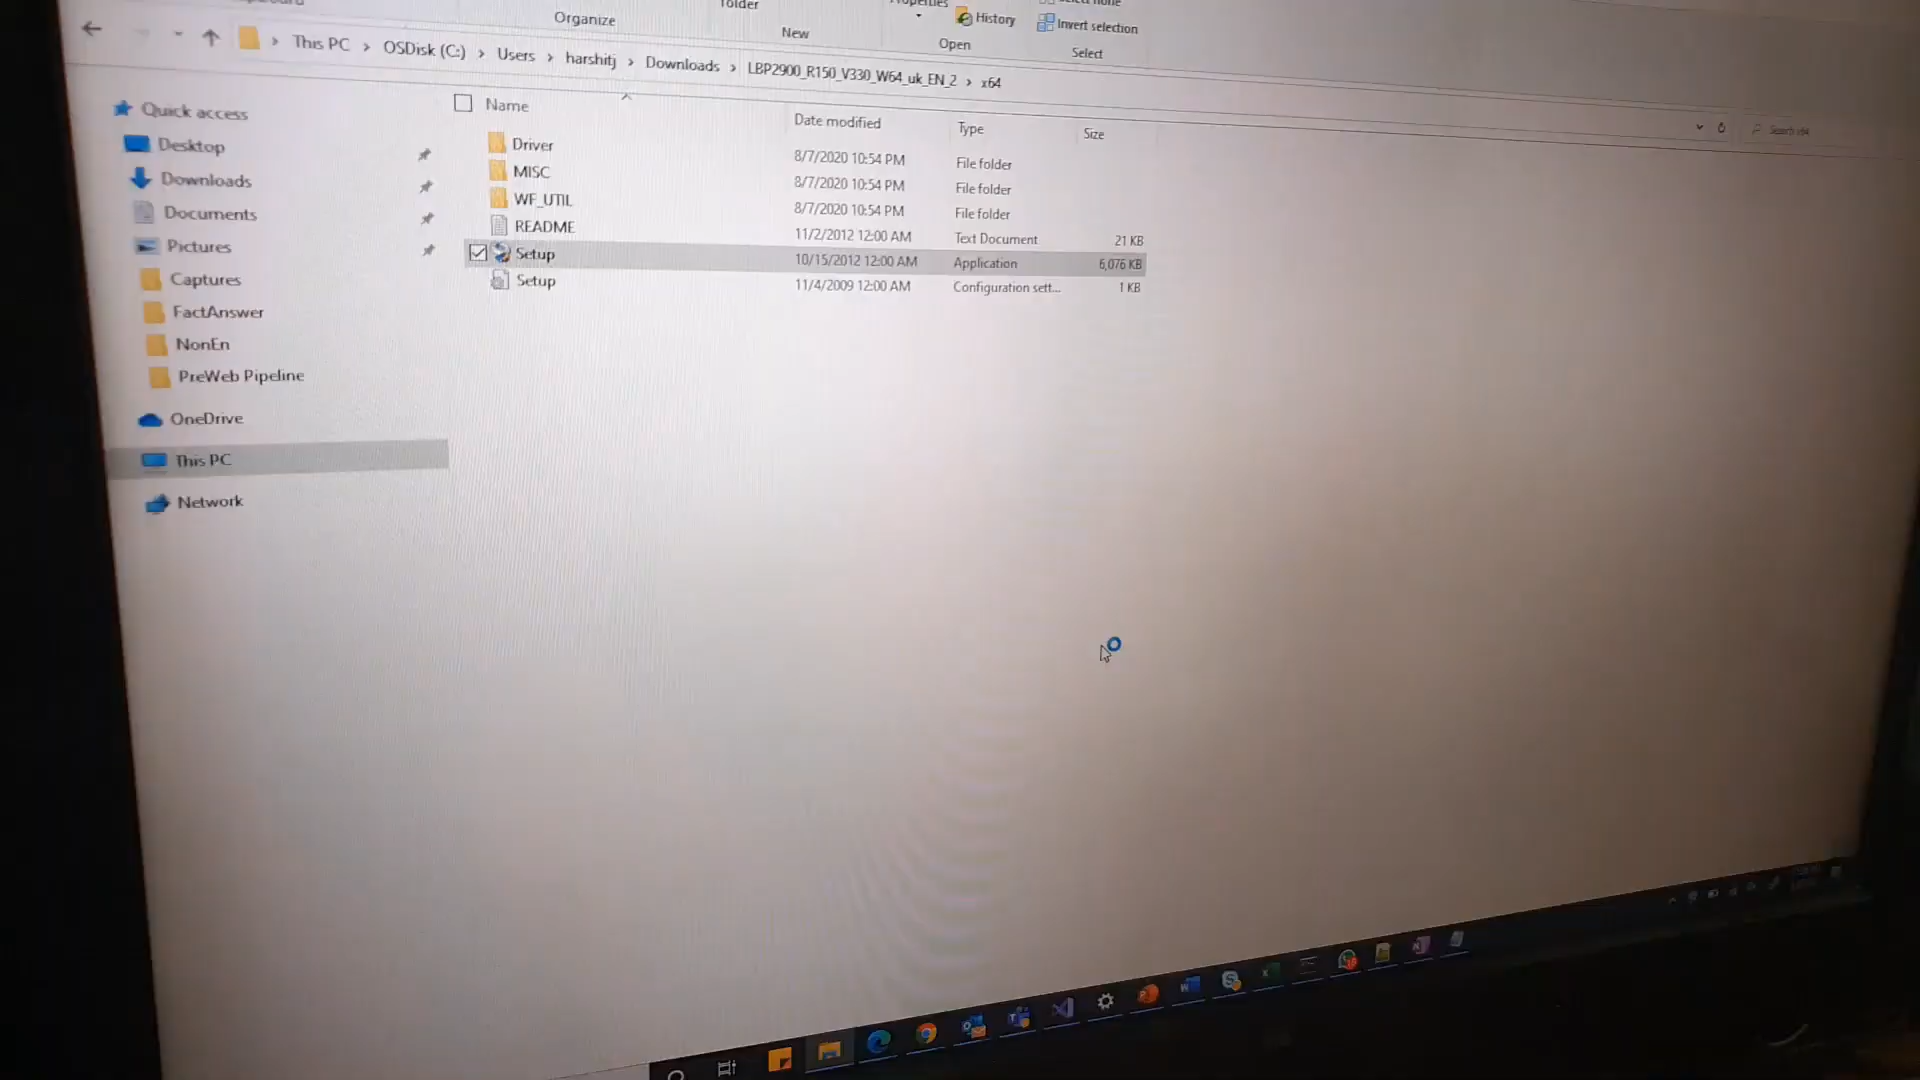 Organize
New
Open
History
Invert selection
Select
This PC > OSDisk (C:) > Users > harshitj > Downloads > LBP2900_R150_V330_W64_uk_EN_2 > x64
Search x64
Quick access
Desktop
Downloads
Documents
Pictures
Captures
FactAnswer
NonEn
PreWeb Pipeline
OneDrive
This PC
Network
Name Date modified Type Size
Driver 8/7/2020 10:54 PM File folder
MISC 8/7/2020 10:54 PM File folder
WF_UTIL 8/7/2020 10:54 PM File folder
README 11/2/2012 12:00 AM Text Document 21 KB
Setup 10/15/2012 12:00 AM Application 6,076 KB
Setup 11/4/2009 12:00 AM Configuration sett... 1 KB